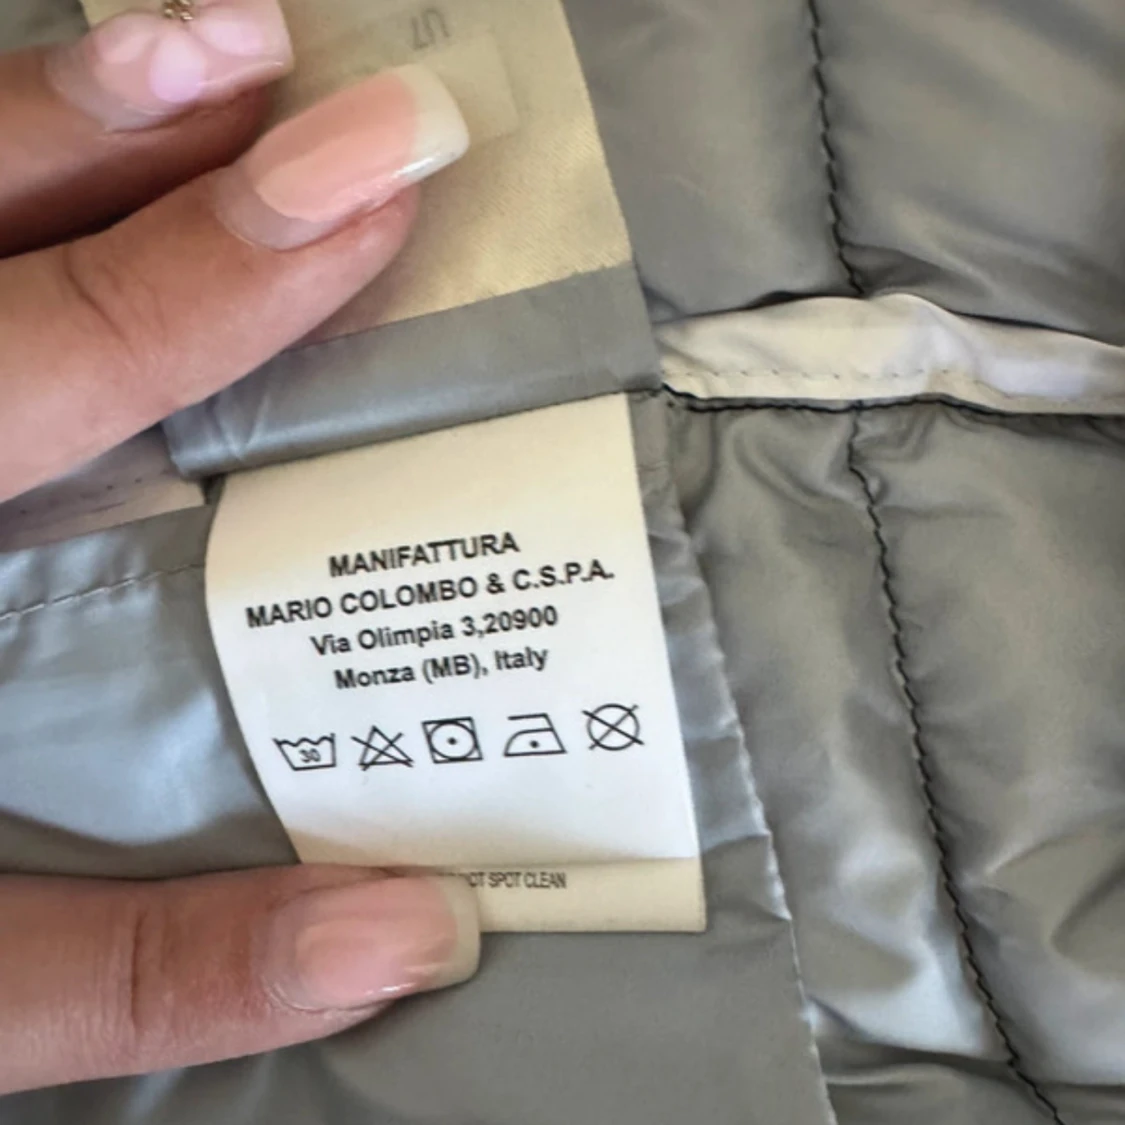 MANIFATTURA
MARIO COLOMBO & C.S.P.A.
Via Olimpia 3,20900
Monza (MB), Italy
30
SPOT CLEAN